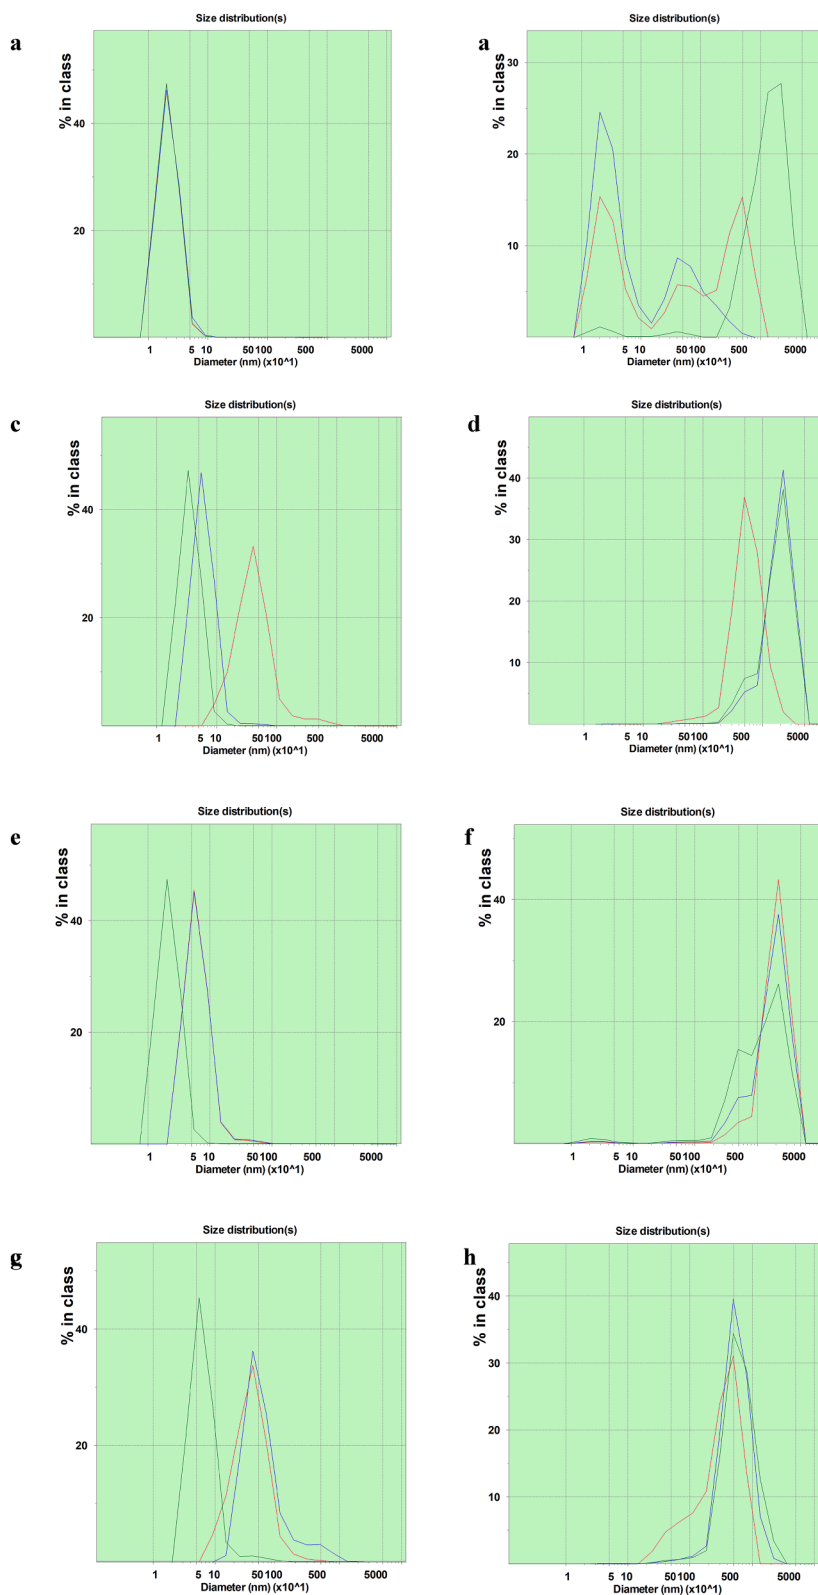 Size distribution(s)
a
% in class
40
20
1 5 10 50 100 500 5000
Diameter (nm) (x10^1)
Size distribution(s)
a
% in class
30
20
10
1 5 10 50 100 500 5000
Diameter (nm) (x10^1)
Size distribution(s)
c
% in class
40
20
1 5 10 50 100 500 5000
Diameter (nm) (x10^1)
Size distribution(s)
d
% in class
40
30
20
10
1 5 10 50 100 500 5000
Diameter (nm) (x10^1)
Size distribution(s)
e
% in class
40
20
1 5 10 50 100 500 5000
Diameter (nm) (x10^1)
Size distribution(s)
f
% in class
40
20
1 5 10 50 100 500 5000
Diameter (nm) (x10^1)
Size distribution(s)
g
% in class
40
20
1 5 10 50 100 500 5000
Diameter (nm) (x10^1)
Size distribution(s)
h
% in class
40
30
20
10
1 5 10 50 100 500 5000
Diameter (nm) (x10^1)